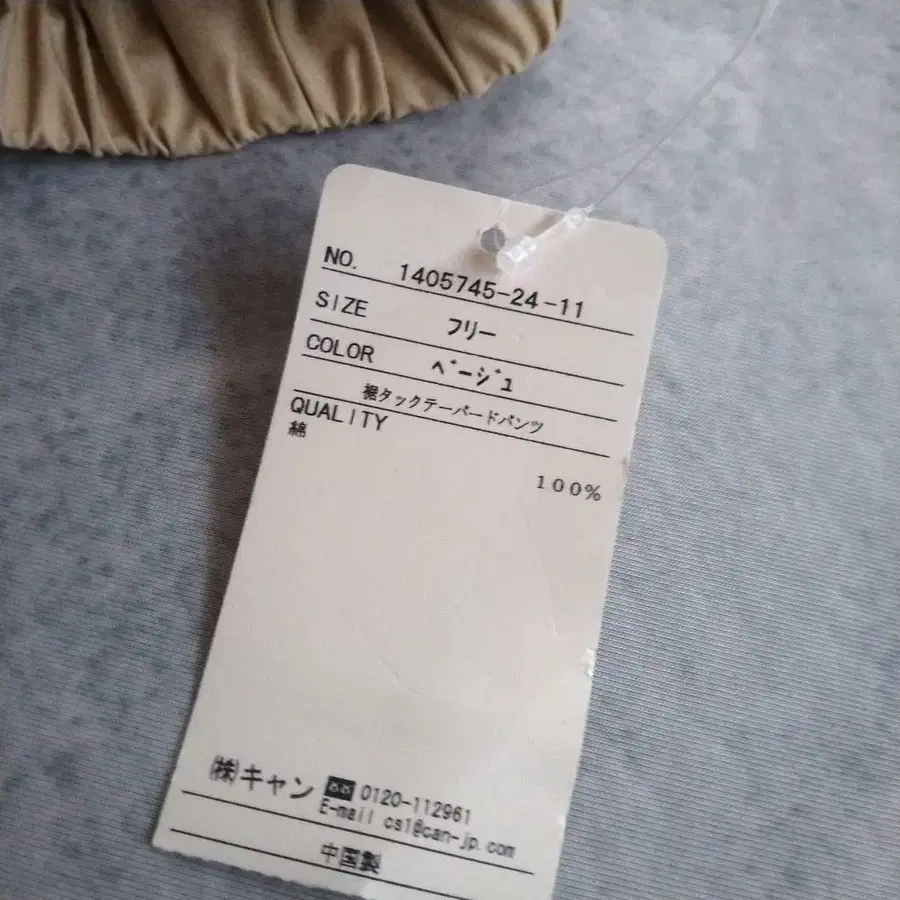 NO. 1405745-24-11
SIZE フリー
COLOR ベージュ
裾タックテーパードパンツ
QUALITY
綿
100%
㈱キャン 0120-112961
E-mail cs1@can-jp.com
中国製